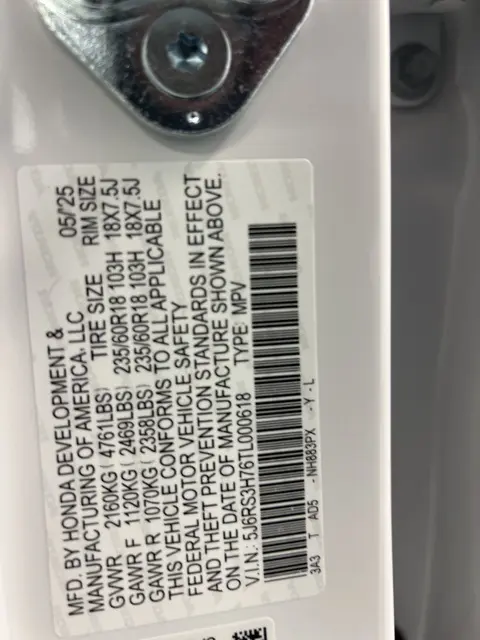 MFD. BY HONDA DEVELOPMENT &
MANUFACTURING OF AMERICA, LLC 05/'25
GVWR 2160KG ( 4761LBS) TIRE SIZE RIM SIZE
GAWR F 1120KG ( 2469LBS) 235/60R18 103H 18X7.5J
GAWR R 1070KG ( 2358LBS) 235/60R18 103H 18X7.5J
THIS VEHICLE CONFORMS TO ALL APPLICABLE
FEDERAL MOTOR VEHICLE SAFETY
AND THEFT PREVENTION STANDARDS IN EFFECT
ON THE DATE OF MANUFACTURE SHOWN ABOVE.
V.I.N.: 5J6RS3H76TL000618 TYPE: MPV
3A3 T AD5 - NH883PX - Y - L